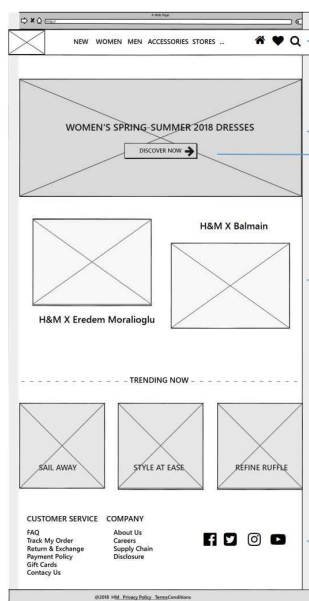 A Web Page
NEW WOMEN MEN ACCESSORIES STORES ...
WOMEN'S SPRING-SUMMER 2018 DRESSES
DISCOVER NOW
H&M X Balmain
H&M X Eredem Moralioglu
TRENDING NOW
SAIL AWAY STYLE AT EASE REFINE RUFFLE
CUSTOMER SERVICE COMPANY
FAQ About Us
Track My Order Careers
Return & Exchange Supply Chain
Payment Policy Donations
Gift Cards
Contacy Us
@2018 HM Privacy Policy TermsConditions